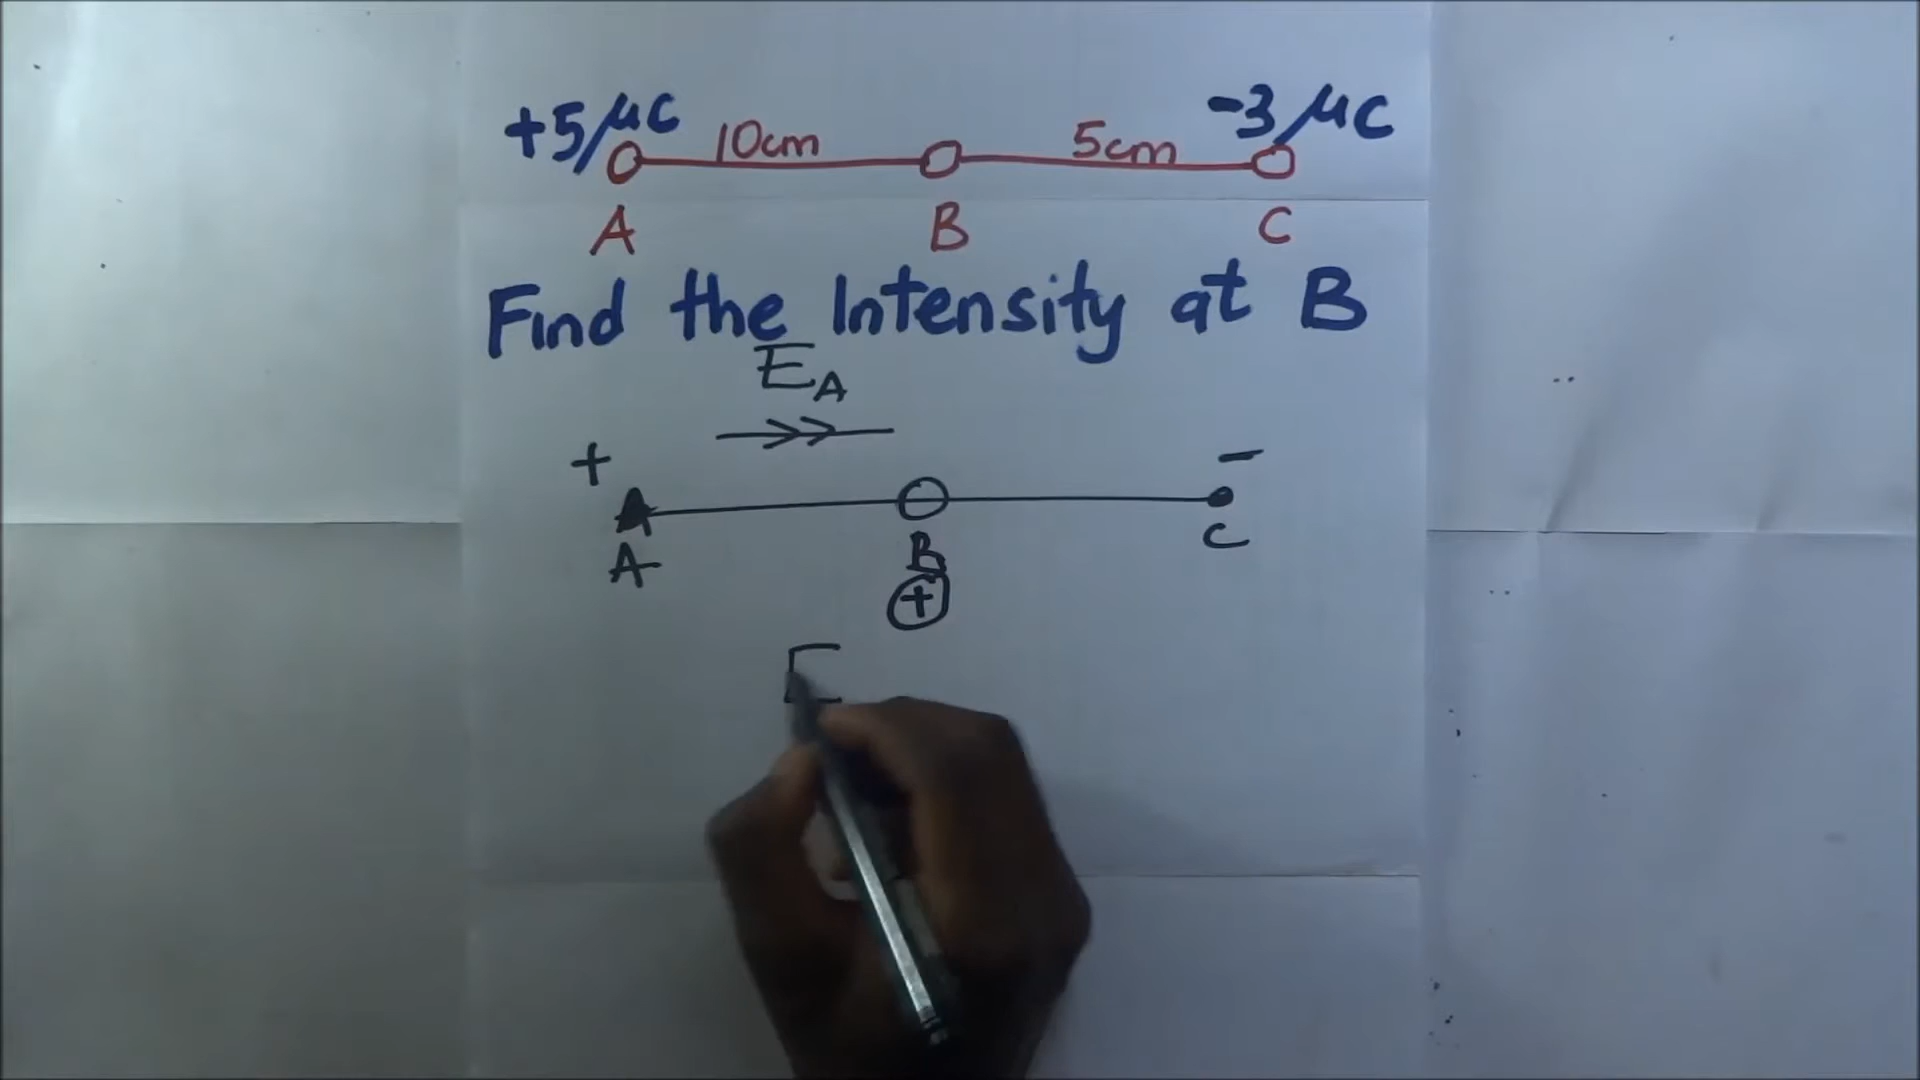 +5μC 10cm 5cm -3μC
A B C
Find the Intensity at B
E_A
+ -
A B C
+
E